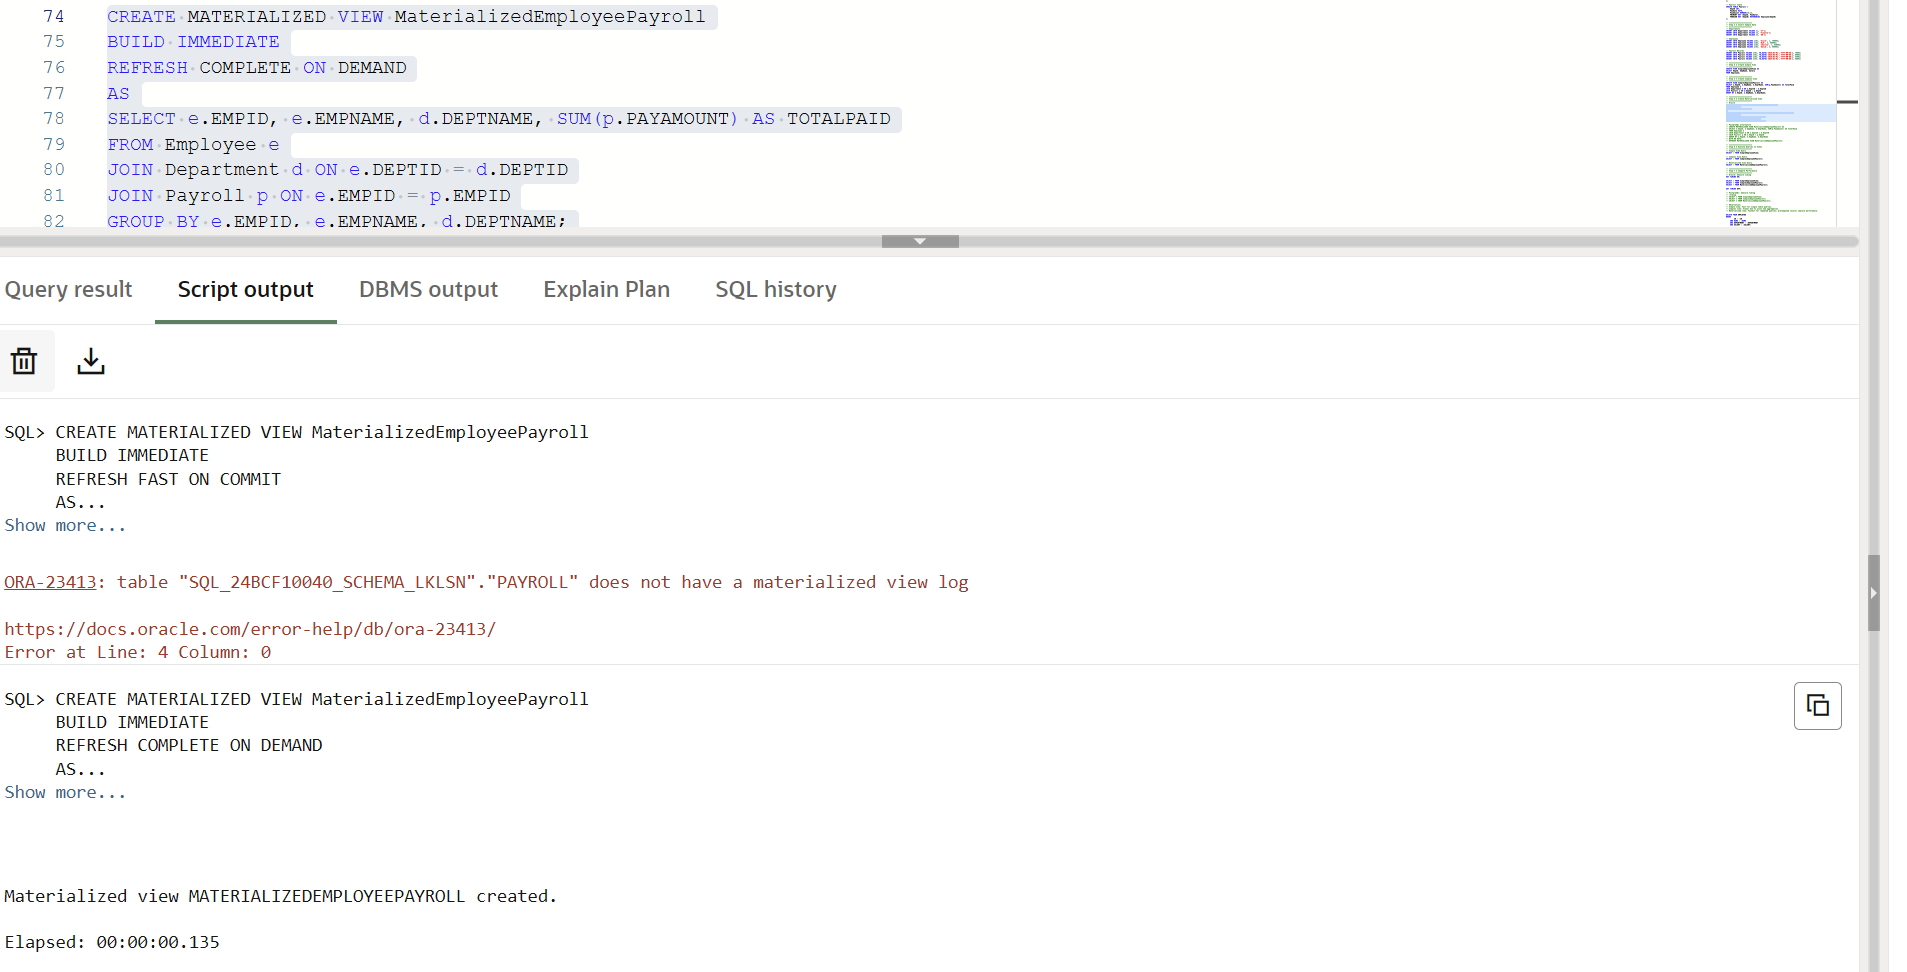 74 CREATE MATERIALIZED VIEW MaterializedEmployeePayroll
75 BUILD IMMEDIATE
76 REFRESH COMPLETE ON DEMAND
77 AS
78 SELECT e.EMPID, e.EMPNAME, d.DEPTNAME, SUM(p.PAYAMOUNT) AS TOTALPAID
79 FROM Employee e
80 JOIN Department d ON e.DEPTID = d.DEPTID
81 JOIN Payroll p ON e.EMPID = p.EMPID
82 GROUP BY e.EMPID, e.EMPNAME, d.DEPTNAME;
Query result Script output DBMS output Explain Plan SQL history
SQL> CREATE MATERIALIZED VIEW MaterializedEmployeePayroll
BUILD IMMEDIATE
REFRESH FAST ON COMMIT
AS...
Show more...
ORA-23413: table "SQL_24BCF10040_SCHEMA_LKLSN"."PAYROLL" does not have a materialized view log
https://docs.oracle.com/error-help/db/ora-23413/
Error at Line: 4 Column: 0
SQL> CREATE MATERIALIZED VIEW MaterializedEmployeePayroll
BUILD IMMEDIATE
REFRESH COMPLETE ON DEMAND
AS...
Show more...
Materialized view MATERIALIZEDEMPLOYEEPAYROLL created.
Elapsed: 00:00:00.135